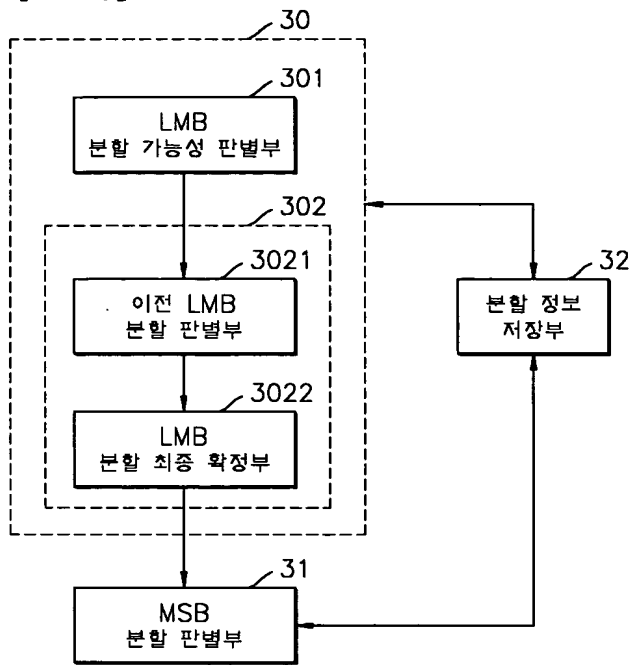 30
301
LMB
분할 가능성 판별부
302
3021
이전 LMB
분할 판별부
3022
LMB
분할 최종 확정부
32
분할 정보
저장부
31
MSB
분할 판별부